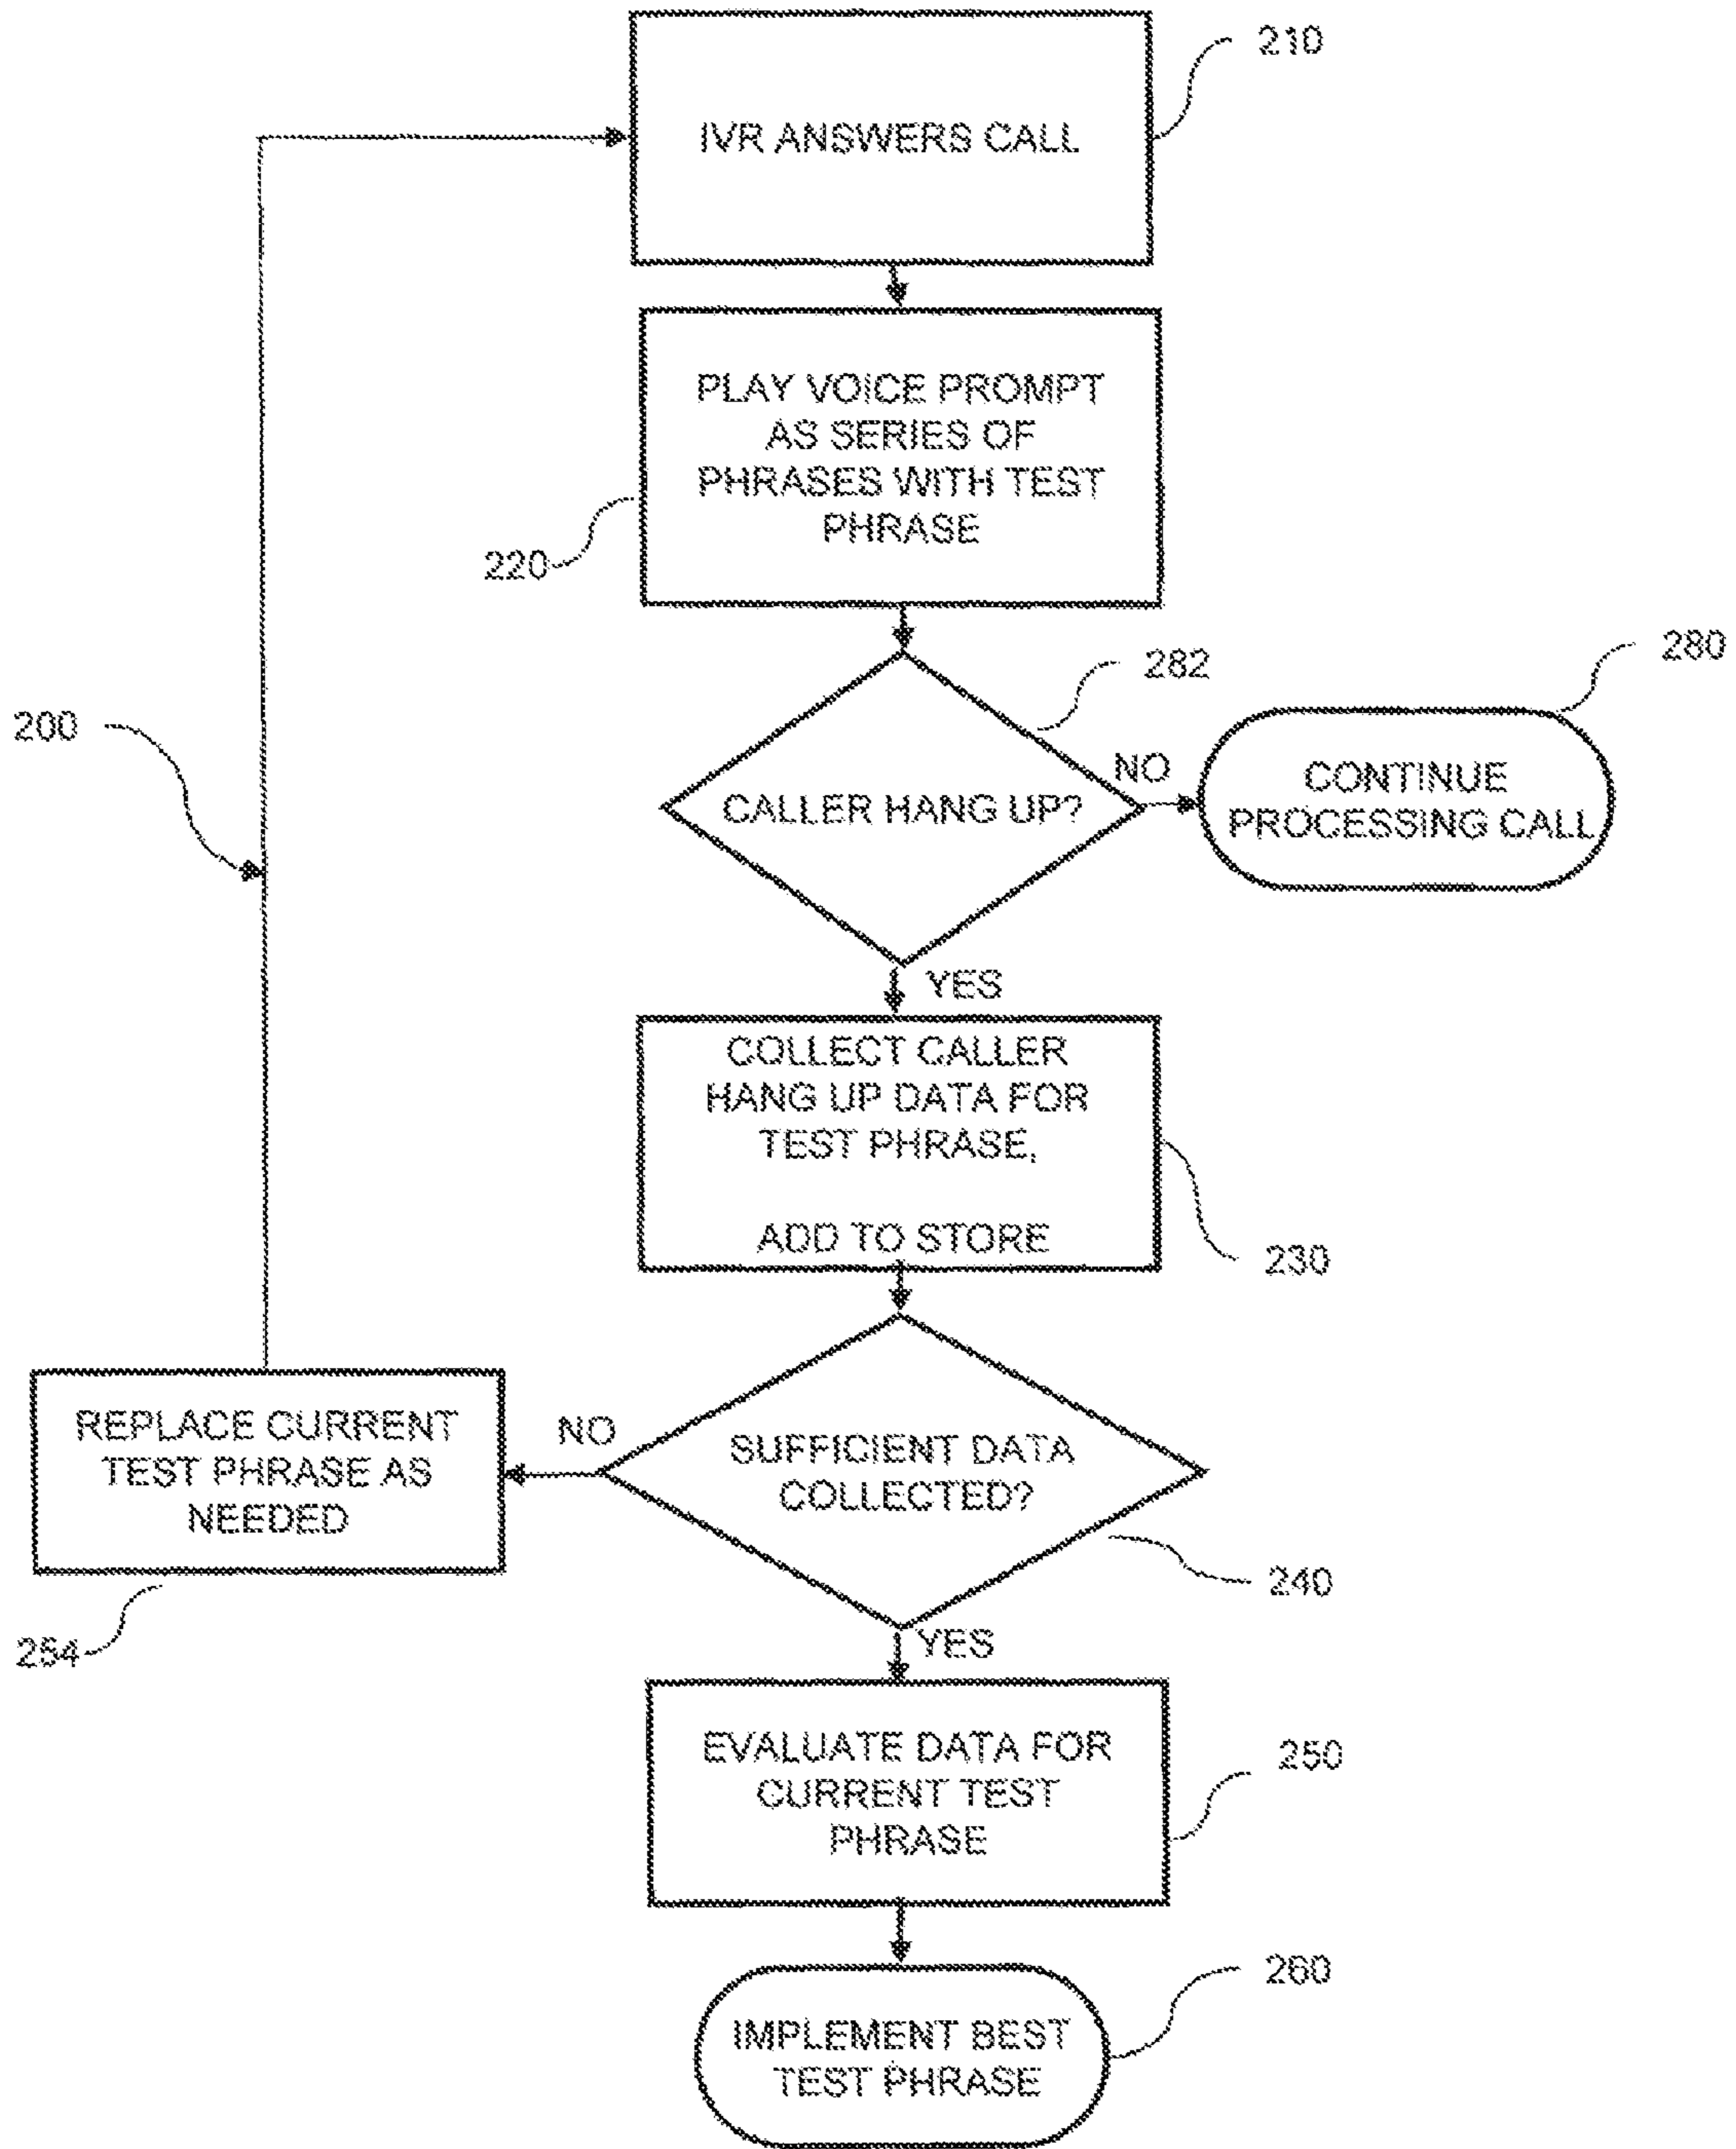 210
IVR ANSWERS CALL
PLAY VOICE PROMPT
AS SERIES OF
PHRASES WITH TEST
PHRASE
220
282
280
200
CALLER HANG UP?
NO
CONTINUE
PROCESSING CALL
YES
COLLECT CALLER
HANG UP DATA FOR
TEST PHRASE,
ADD TO STORE
230
REPLACE CURRENT
TEST PHRASE AS
NEEDED
NO
SUFFICIENT DATA
COLLECTED?
240
254
YES
EVALUATE DATA FOR
CURRENT TEST
PHRASE
250
260
IMPLEMENT BEST
TEST PHRASE